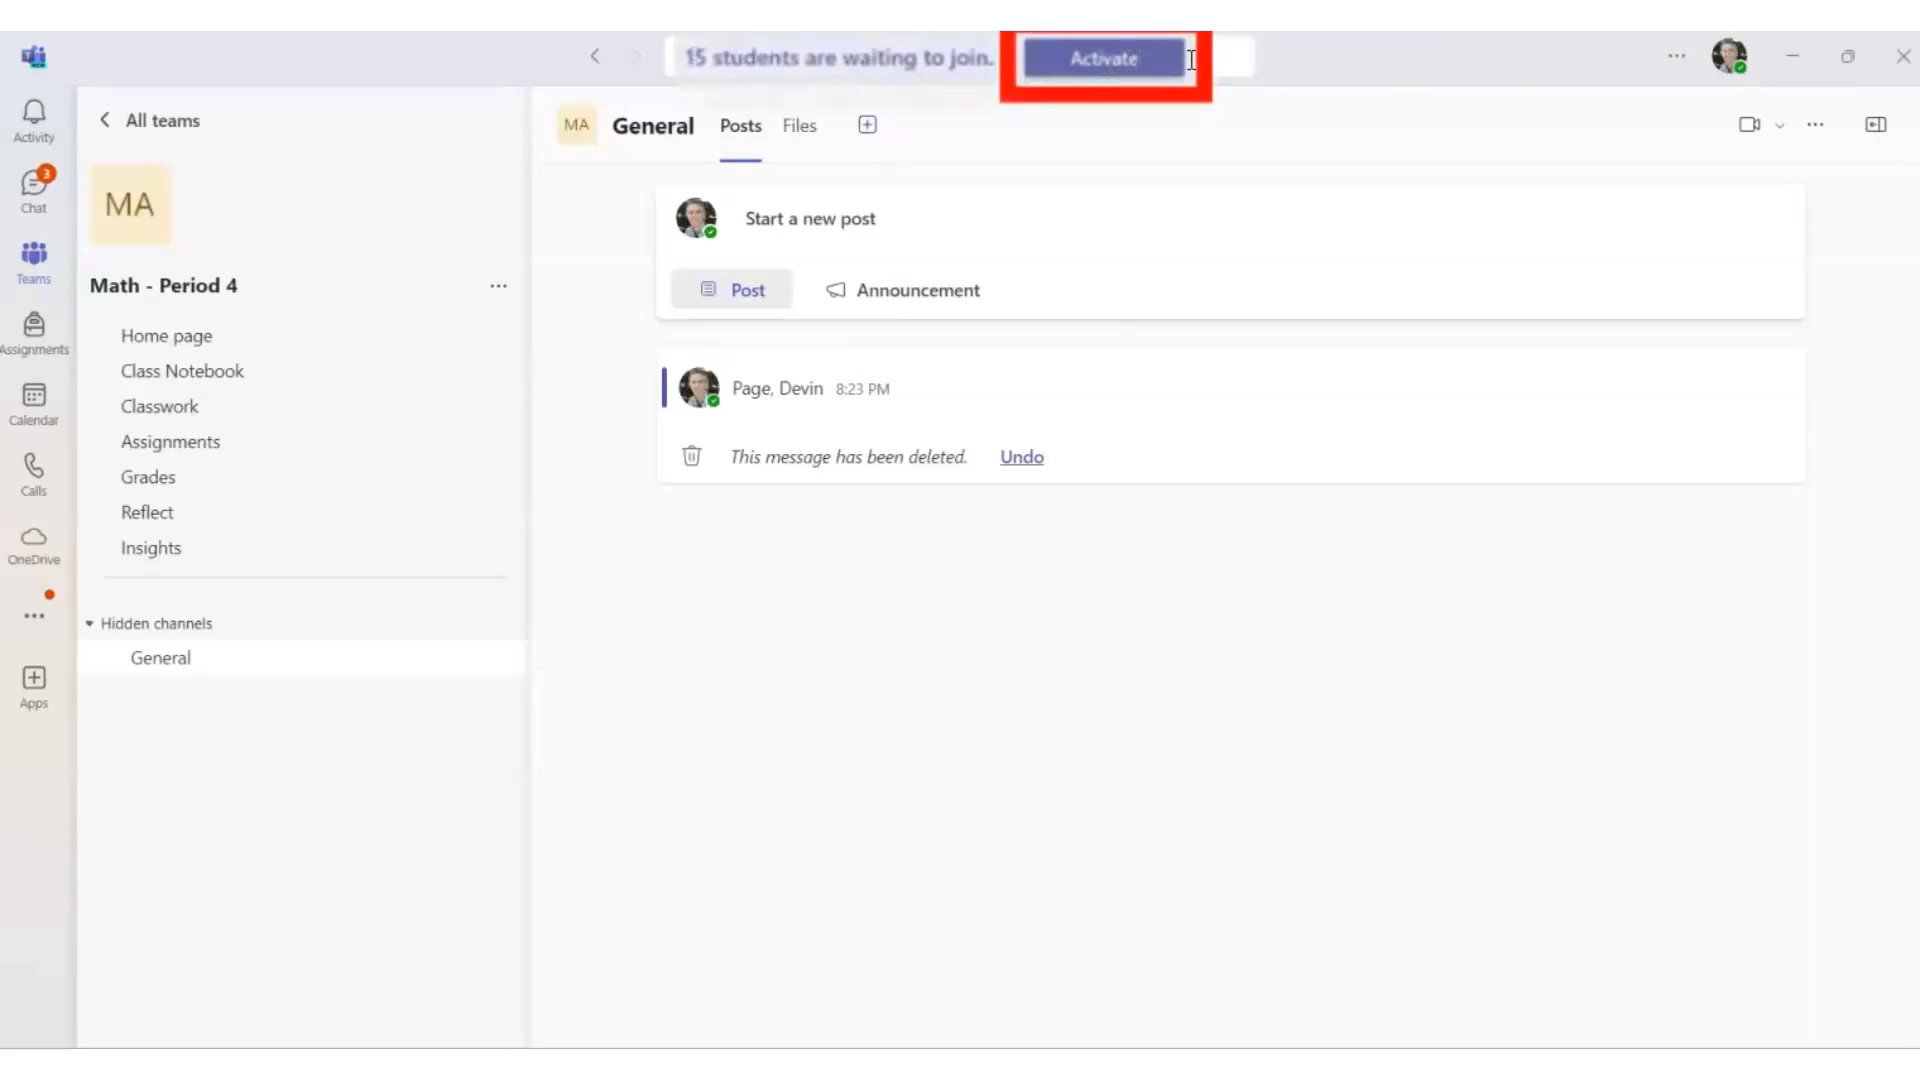 15 students are waiting to join.
Activate
Activity
3
Chat
Teams
Assignments
Calendar
Calls
OneDrive
Apps
All teams
MA
Math - Period 4
Home page
Class Notebook
Classwork
Assignments
Grades
Reflect
Insights
Hidden channels
General
MA
General
Posts
Files
Start a new post
Post
Announcement
Page, Devin 8:23 PM
This message has been deleted. Undo